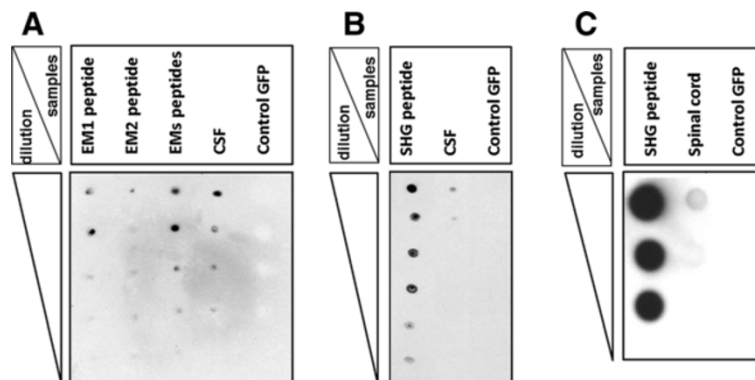 A
dilution
samples
EM1 peptide
EM2 peptide
EMs peptides
CSF
Control GFP
B
dilution
samples
SHG peptide
CSF
Control GFP
C
dilution
samples
SHG peptide
Spinal cord
Control GFP